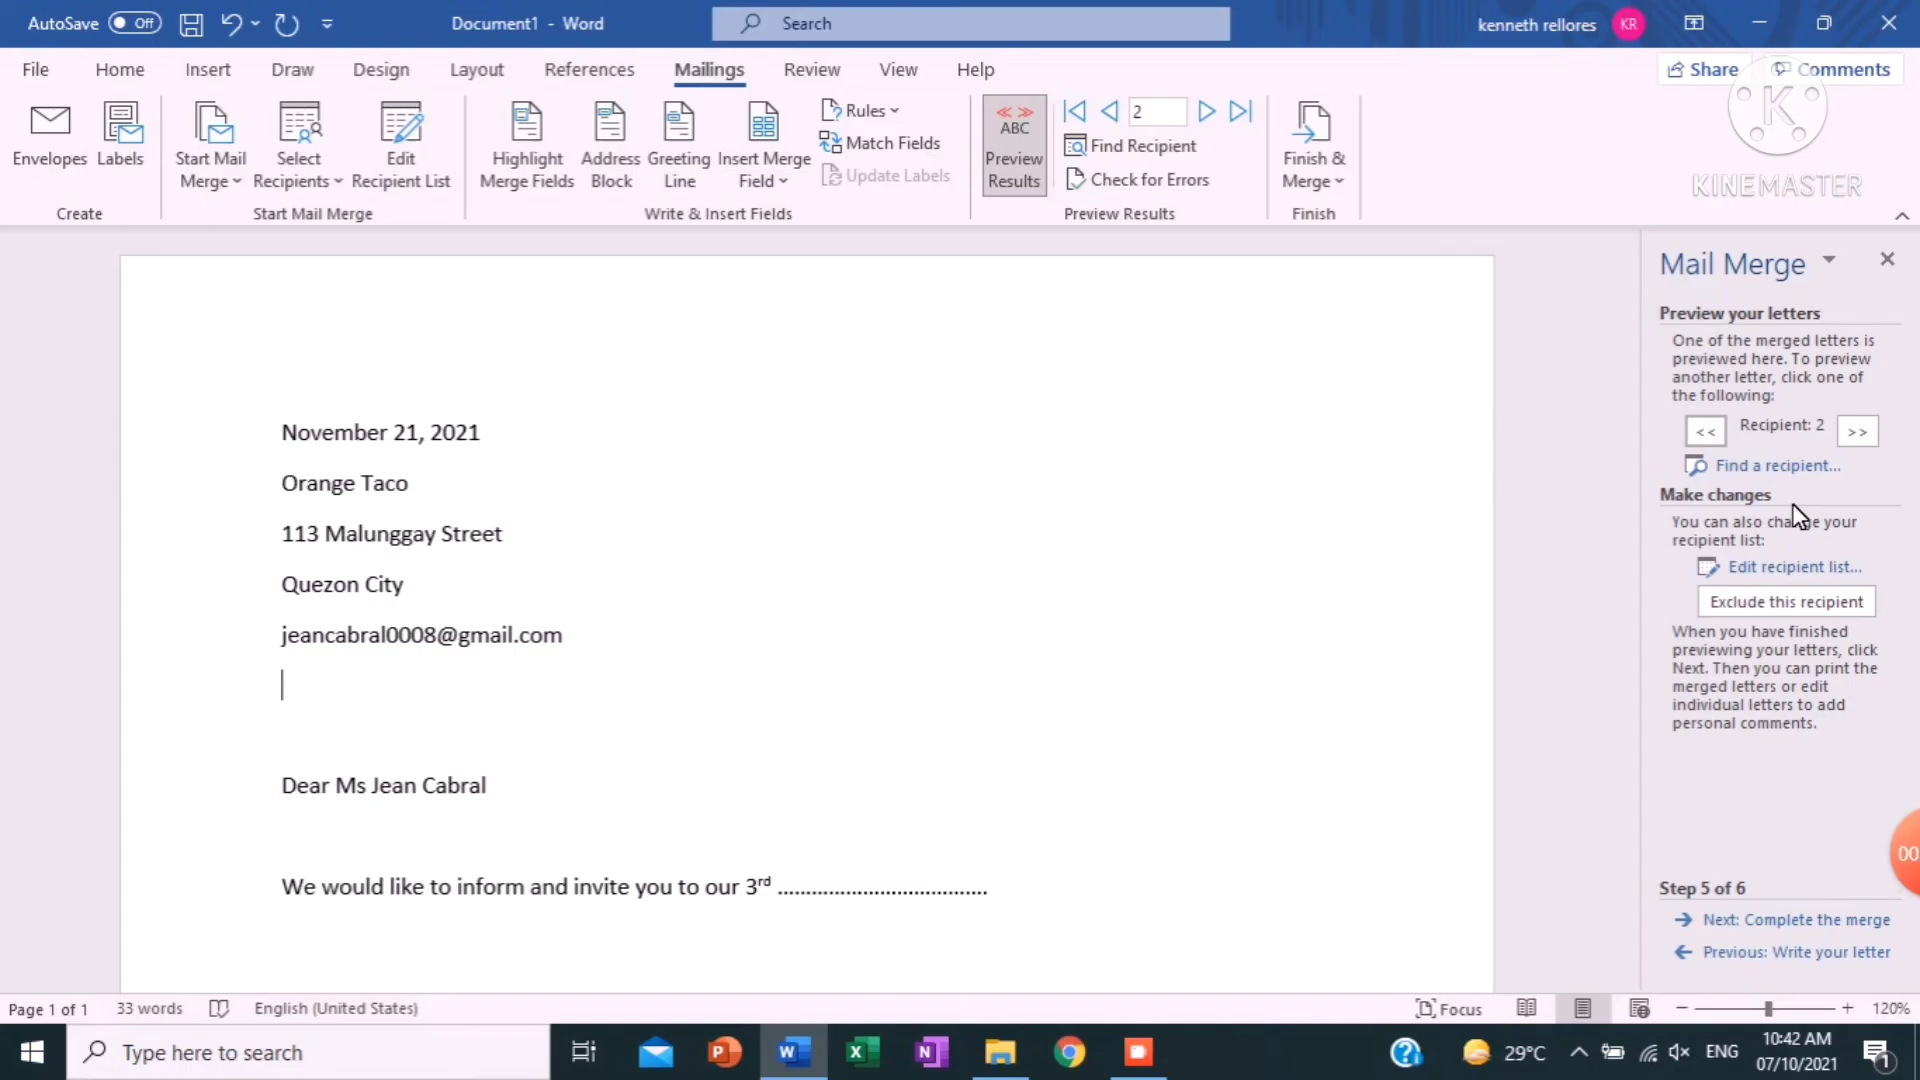 AutoSave Off Document1 - Word Search kenneth rellores KR
File Home Insert Draw Design Layout References Mailings Review View Help Share Comments
Envelopes
Labels
Start Mail
Merge
Select
Recipients
Edit
Recipient List
Highlight
Merge Fields
Address
Block
Greeting
Line
Insert Merge
Field
Rules
Match Fields
Update Labels
ABC
Preview
Results
2
Find Recipient
Check for Errors
Finish &
Merge
K
KINEMASTER
Create Start Mail Merge Write & Insert Fields Preview Results Finish
November 21, 2021
Orange Taco
113 Malunggay Street
Quezon City
jeancabral0008@gmail.com
Dear Ms Jean Cabral
We would like to inform and invite you to our 3rd .....................................
Mail Merge
Preview your letters
One of the merged letters is
previewed here. To preview
another letter, click one of
the following:
<< Recipient: 2 >>
Find a recipient...
Make changes
You can also change your
recipient list:
Edit recipient list...
Exclude this recipient
When you have finished
previewing your letters, click
Next. Then you can print the
merged letters or edit
individual letters to add
personal comments.
00
Step 5 of 6
Next: Complete the merge
Previous: Write your letter
Page 1 of 1 33 words English (United States) Focus 120%
Type here to search 29°C ENG 10:42 AM
07/10/2021 1